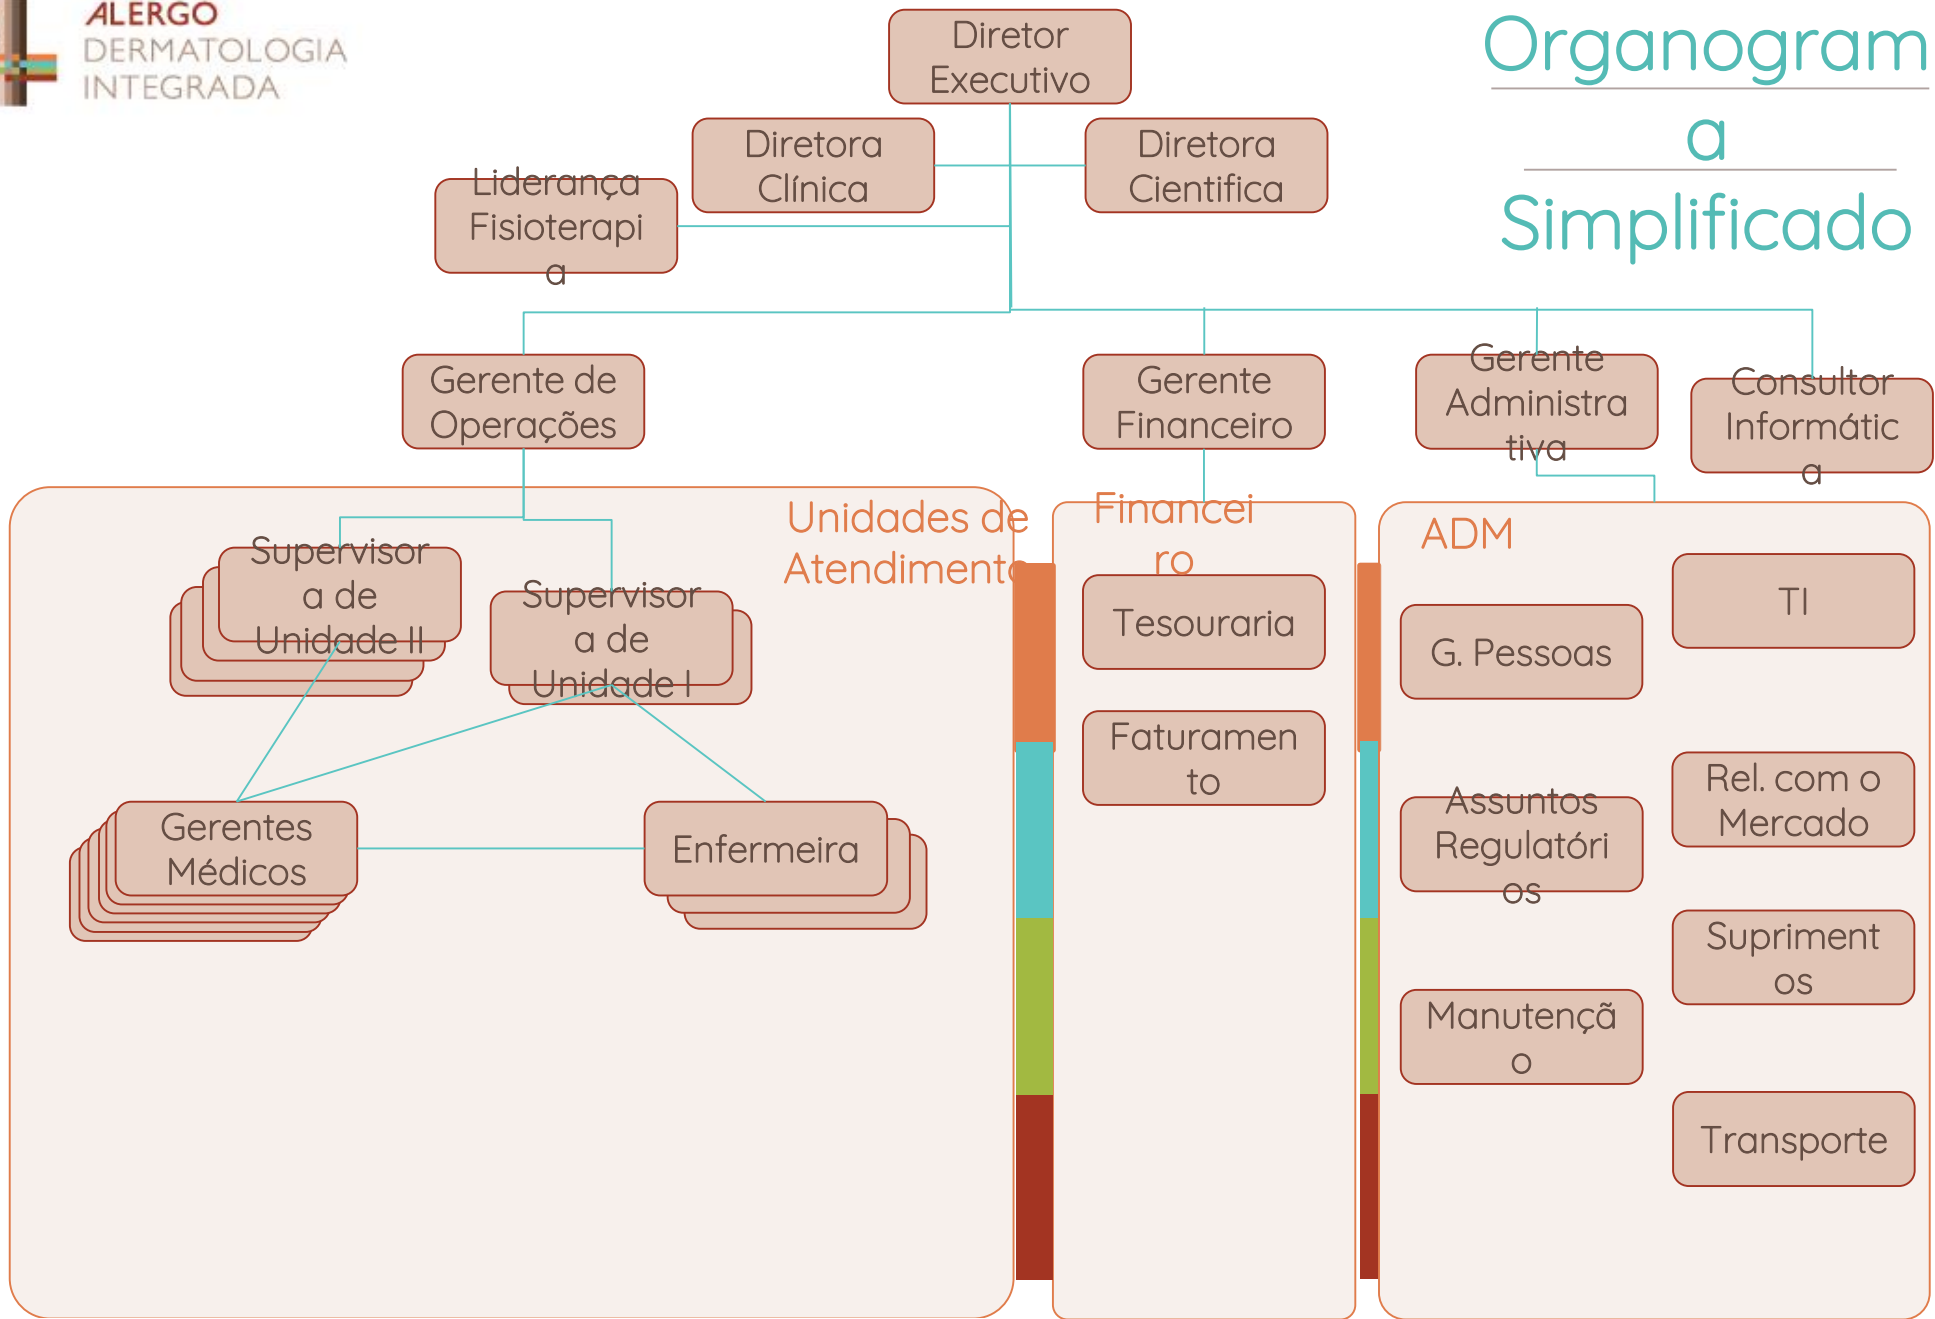 ALERGO
DERMATOLOGIA
INTEGRADA
Organogram
a
Simplificado
Diretor
Executivo
Diretora
Clínica
Diretora
Cientifica
Liderança
Fisioterapi
a
Gerente de
Operações
Gerente
Financeiro
Gerente
Administra
tiva
Consultor
Informátic
a
Unidades de
Atendimento
Supervisor
a de
Unidade II
Supervisor
a de
Unidade I
Gerentes
Médicos
Enfermeira
Financei
ro
Tesouraria
Faturamen
to
ADM
G. Pessoas
Assuntos
Regulatóri
os
Manutençã
o
TI
Rel. com o
Mercado
Supriment
os
Transporte